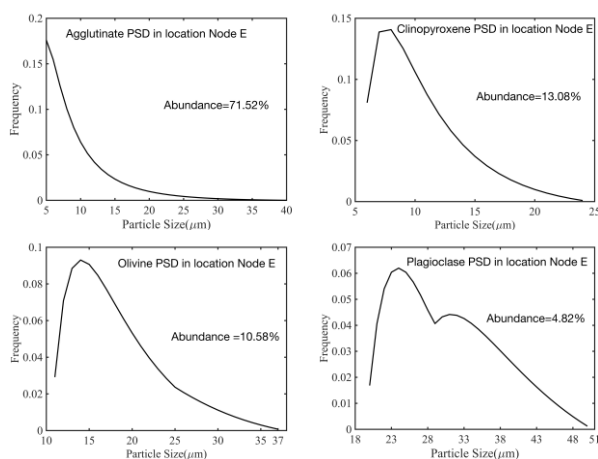 Agglutinate PSD in location Node E
Abundance=71.52%
Frequency
0.2
0.15
0.1
0.05
0
5 10 15 20 25 30 35 40
Particle Size(μm)
Clinopyroxene PSD in location Node E
Abundance=13.08%
Frequency
0.15
0.1
0.05
0
5 10 15 20 25
Particle Size(μm)
Olivine PSD in location Node E
Abundance =10.58%
Frequency
0.1
0.08
0.06
0.04
0.02
0
10 15 20 25 30 35 37
Particle Size(μm)
Plagioclase PSD in location Node E
Abundance=4.82%
Frequency
0.07
0.06
0.05
0.04
0.03
0.02
0.01
0
18 23 28 33 38 43 48 51
Particle Size(μm)